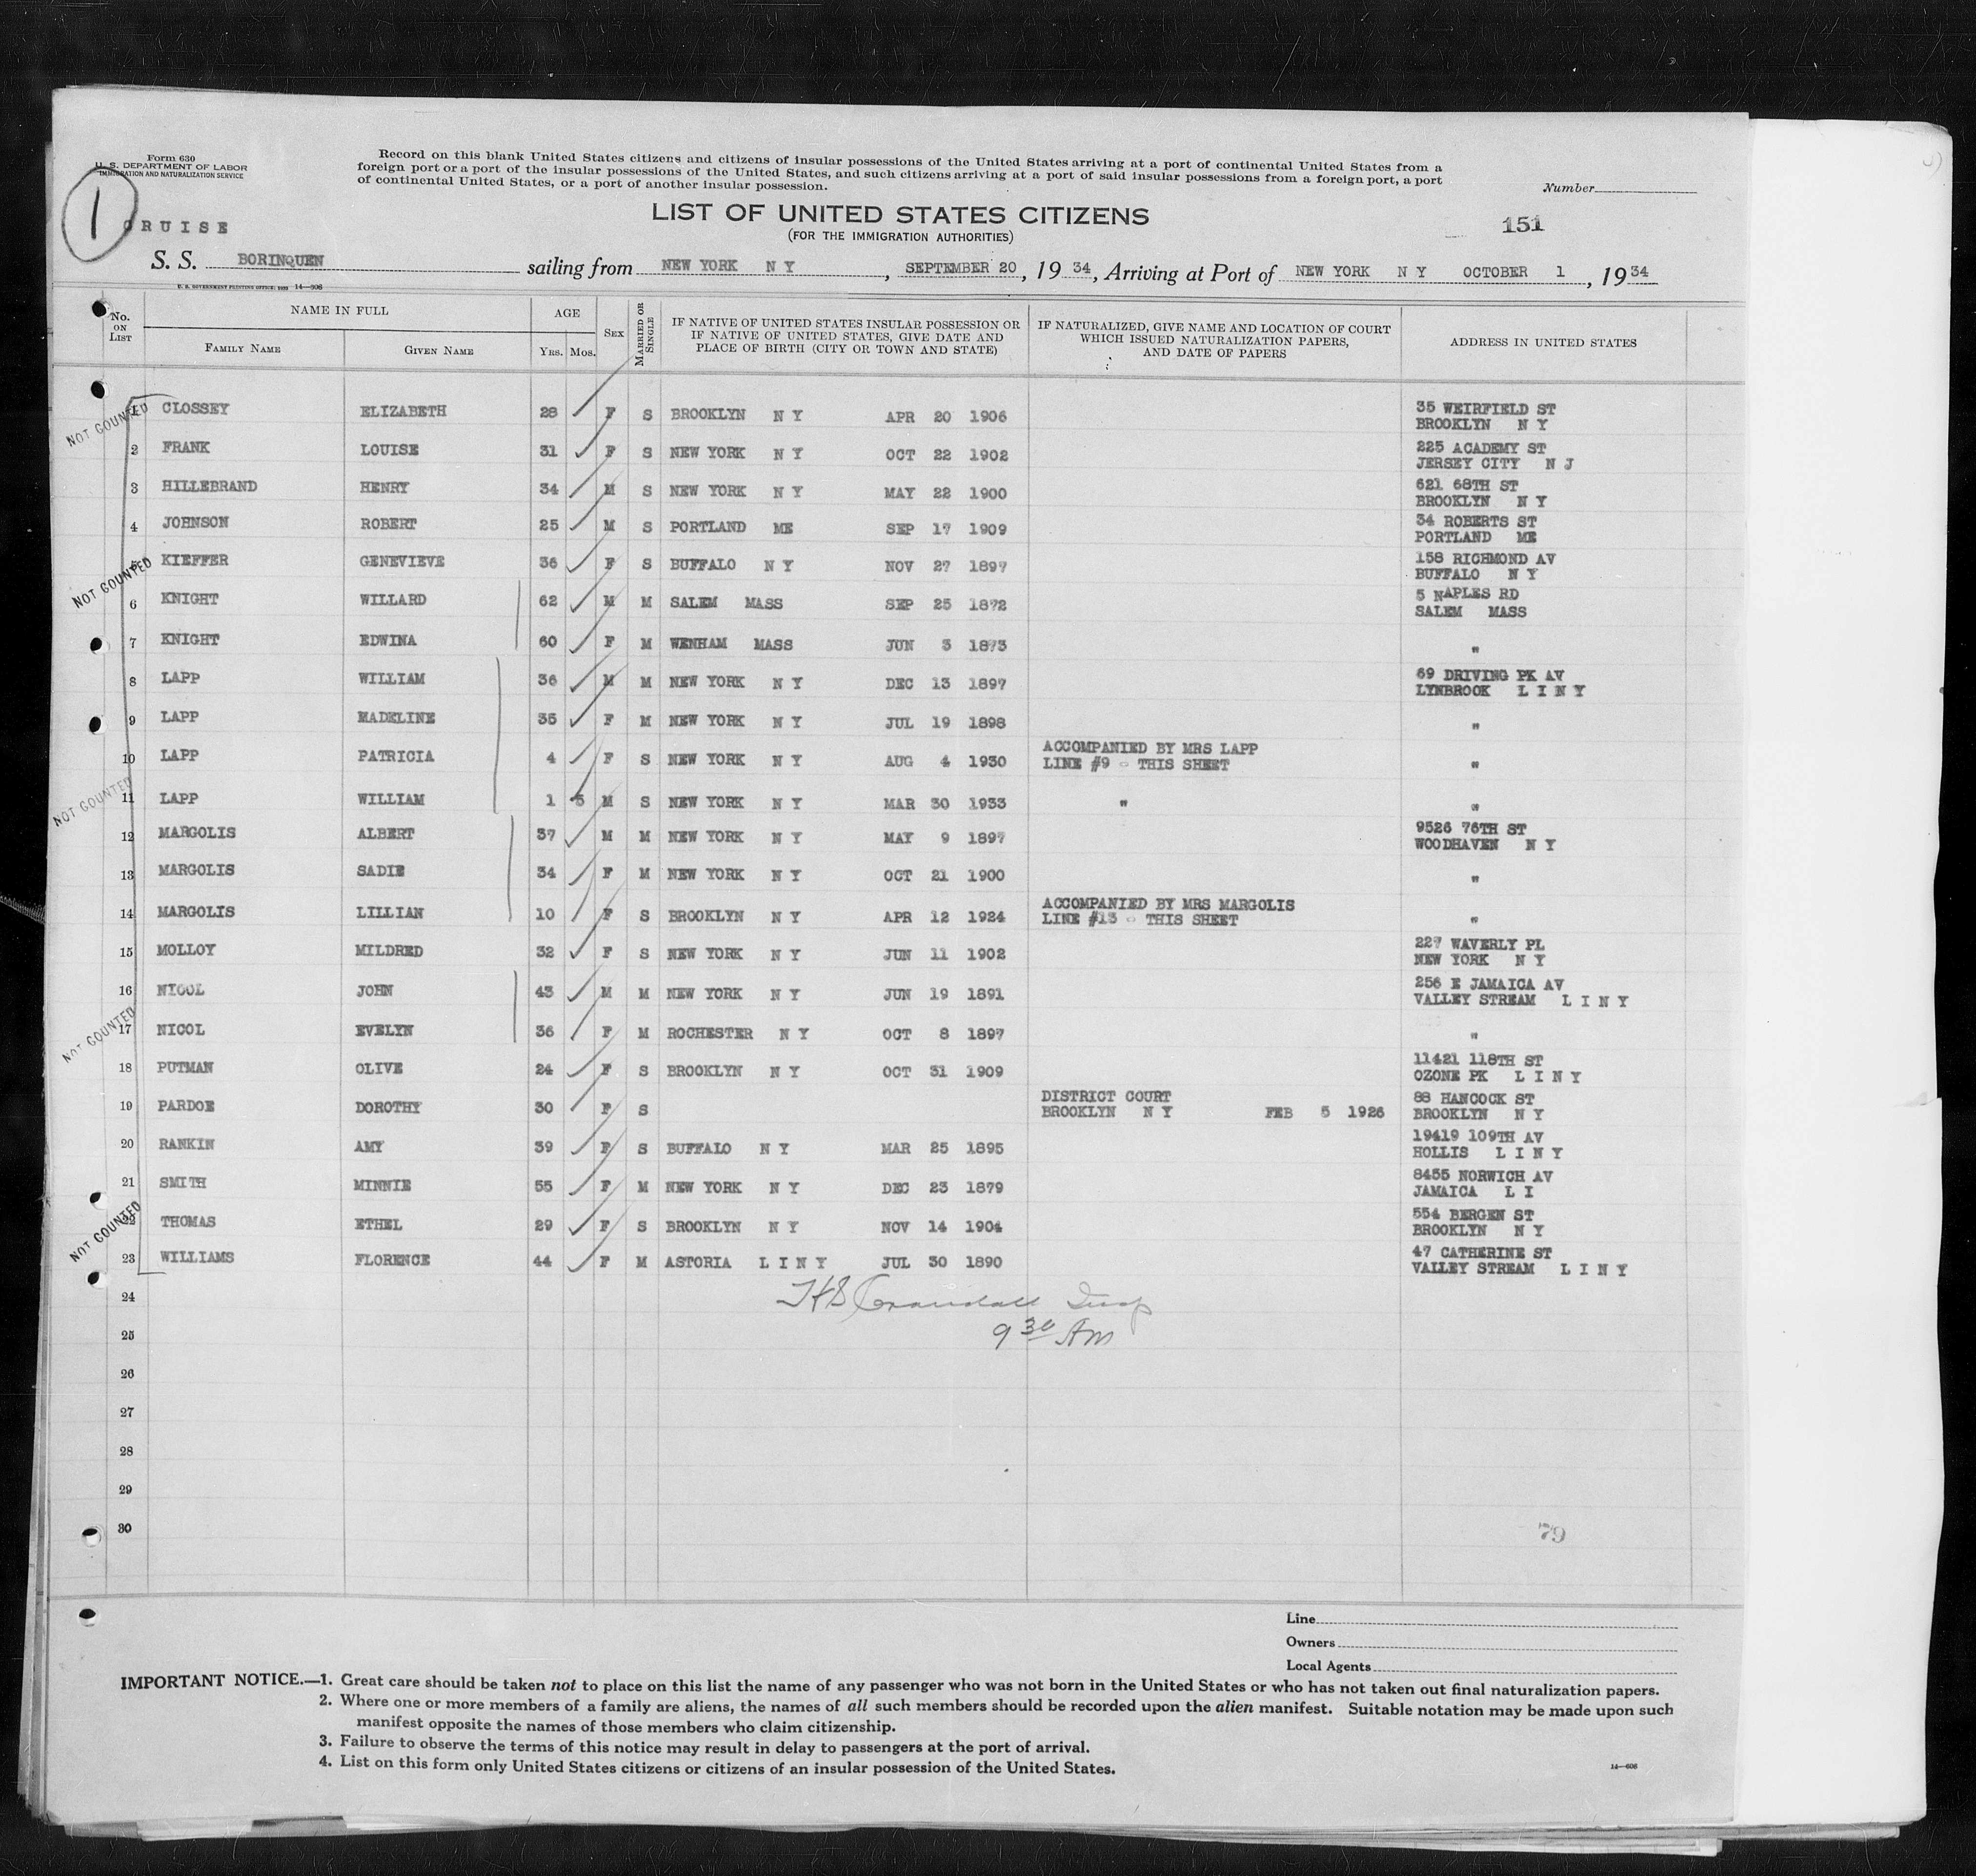 Form 630
U. S. DEPARTMENT OF LABOR
IMMIGRATION AND NATURALIZATION SERVICE
Record on this blank United States citizens and citizens of insular possessions of the United States arriving at a port of continental United States from a
foreign port or a port of the insular possessions of the United States, and such citizens arriving at a port of said insular possessions from a foreign port, a port
of continental United States, or a port of another insular possession.
Number
1
CRUISE
LIST OF UNITED STATES CITIZENS
(FOR THE IMMIGRATION AUTHORITIES)
151
S. S. BORINQUEN sailing from NEW YORK N Y, SEPTEMBER 20, 19 34, Arriving at Port of NEW YORK N Y OCTOBER 1, 19 34
U. S. GOVERNMENT PRINTING OFFICE: 1933 14—606
No. ON LIST NAME IN FULL FAMILY NAME GIVEN NAME AGE YRS. MOS. SEX MARRIED OR SINGLE IF NATIVE OF UNITED STATES INSULAR POSSESSION OR IF NATIVE OF UNITED STATES, GIVE DATE AND PLACE OF BIRTH (CITY OR TOWN AND STATE) IF NATURALIZED, GIVE NAME AND LOCATION OF COURT WHICH ISSUED NATURALIZATION PAPERS, AND DATE OF PAPERS ADDRESS IN UNITED STATES
NOT COUNTED
1 CLOSSEY ELIZABETH 28 F S BROOKLYN N Y APR 20 1906 35 WEIRFIELD ST
BROOKLYN N Y
2 FRANK LOUISE 31 F S NEW YORK N Y OCT 22 1902 225 ACADEMY ST
JERSEY CITY N J
3 HILLEBRAND HENRY 34 M S NEW YORK N Y MAY 22 1900 621 68TH ST
BROOKLYN N Y
4 JOHNSON ROBERT 25 M S PORTLAND ME SEP 17 1909 34 ROBERTS ST
PORTLAND ME
NOT COUNTED
5 KIEFFER GENEVIEVE 36 F S BUFFALO N Y NOV 27 1897 158 RICHMOND AV
BUFFALO N Y
6 KNIGHT WILLARD 62 M M SALEM MASS SEP 25 1872 5 NAPLES RD
SALEM MASS
7 KNIGHT EDWINA 60 F M WENHAM MASS JUN 3 1873 "
8 LAPP WILLIAM 36 M M NEW YORK N Y DEC 13 1897 69 DRIVING PK AV
LYNBROOK L I N Y
9 LAPP MADELINE 35 F M NEW YORK N Y JUL 19 1898 "
10 LAPP PATRICIA 4 F S NEW YORK N Y AUG 4 1930 ACCOMPANIED BY MRS LAPP "
LINE #9 - THIS SHEET
NOT COUNTED
11 LAPP WILLIAM 1 5 M S NEW YORK N Y MAR 30 1933 " "
12 MARGOLIS ALBERT 37 M M NEW YORK N Y MAY 9 1897 9526 76TH ST
WOODHAVEN N Y
13 MARGOLIS SADIE 34 F M NEW YORK N Y OCT 21 1900 "
14 MARGOLIS LILLIAN 10 F S BROOKLYN N Y APR 12 1924 ACCOMPANIED BY MRS MARGOLIS "
LINE #13 - THIS SHEET
15 MOLLOY MILDRED 32 F S NEW YORK N Y JUN 11 1902 227 WAVERLY PL
NEW YORK N Y
16 NICOL JOHN 43 M M NEW YORK N Y JUN 19 1891 256 E JAMAICA AV
VALLEY STREAM L I N Y
NOT COUNTED
17 NICOL EVELYN 36 F M ROCHESTER N Y OCT 8 1897 "
18 PUTMAN OLIVE 24 F S BROOKLYN N Y OCT 31 1909 11421 118TH ST
OZONE PK L I N Y
19 PARDOE DOROTHY 30 F S DISTRICT COURT 88 HANCOCK ST
BROOKLYN N Y FEB 5 1926 BROOKLYN N Y
20 RANKIN AMY 39 F S BUFFALO N Y MAR 25 1895 19419 109TH AV
HOLLIS L I N Y
21 SMITH MINNIE 55 F M NEW YORK N Y DEC 23 1879 8455 NORWICH AV
JAMAICA L I
NOT COUNTED
22 THOMAS ETHEL 29 F S BROOKLYN N Y NOV 14 1904 554 BERGEN ST
BROOKLYN N Y
23 WILLIAMS FLORENCE 44 F M ASTORIA L I N Y JUL 30 1890 47 CATHERINE ST
VALLEY STREAM L I N Y
24
Crandall Insp
25
9 30 AM
26
27
28
29
30
79
Line
Owners
Local Agents
IMPORTANT NOTICE.—1. Great care should be taken not to place on this list the name of any passenger who was not born in the United States or who has not taken out final naturalization papers.
2. Where one or more members of a family are aliens, the names of all such members should be recorded upon the alien manifest. Suitable notation may be made upon such
manifest opposite the names of those members who claim citizenship.
3. Failure to observe the terms of this notice may result in delay to passengers at the port of arrival.
4. List on this form only United States citizens or citizens of an insular possession of the United States.
14—606